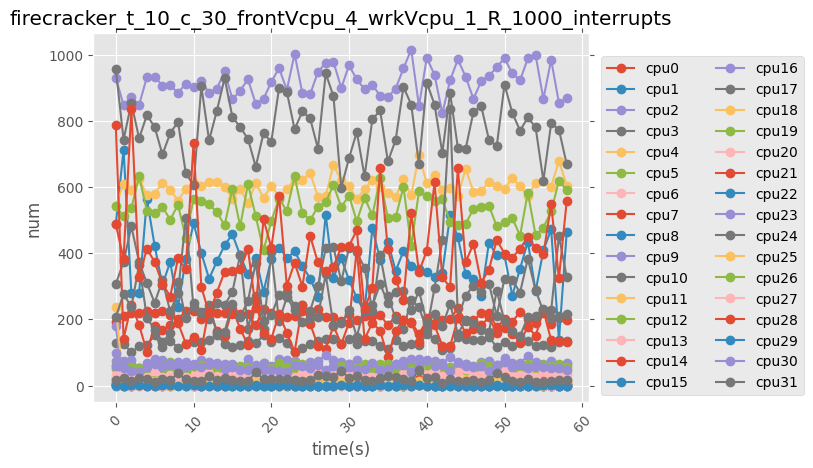 firecracker_t_10_c_30_frontVcpu_4_wrkVcpu_1_R_1000_interrupts
1000
800
600
400
200
0
num
0
10
20
30
40
50
60
time(s)
cpu0
cpu1
cpu2
cpu3
cpu4
cpu5
cpu6
cpu7
cpu8
cpu9
cpu10
cpu11
cpu12
cpu13
cpu14
cpu15
cpu16
cpu17
cpu18
cpu19
cpu20
cpu21
cpu22
cpu23
cpu24
cpu25
cpu26
cpu27
cpu28
cpu29
cpu30
cpu31